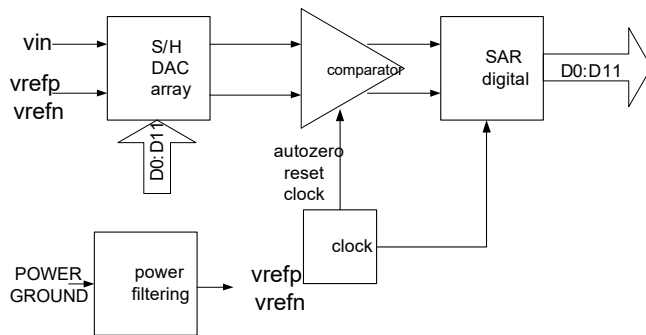 vin
vrefp
vrefn
S/H
DAC
array
D0:D11
comparator
SAR
digital
D0:D11
autozero
reset
clock
clock
POWER
GROUND
power
filtering
vrefp
vrefn